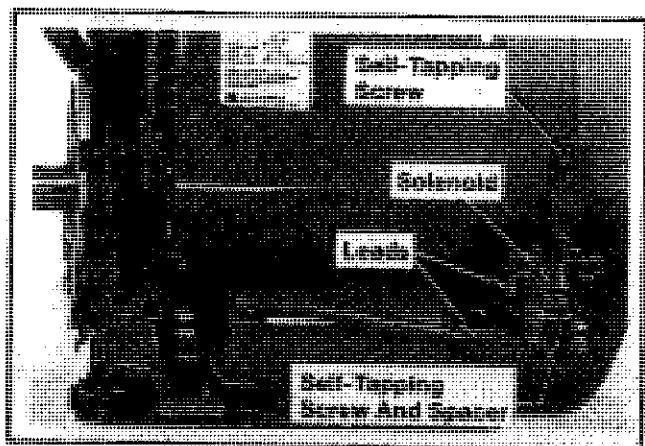 Self-Tapping
Screw
Solenoid
Leads
Self-Tapping
Screw And Spacer